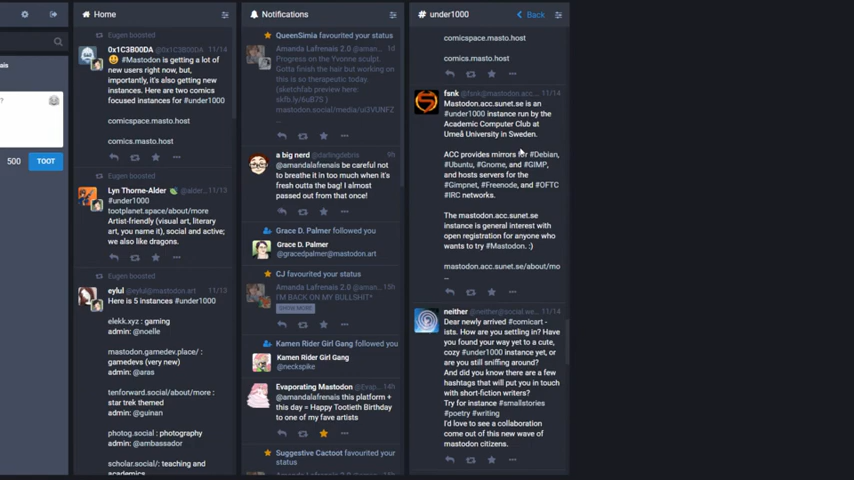 500 TOOT
Home
Eugen boosted
0x1C3B00DA @0x1C3B00DA 11/14
#Mastodon is getting a lot of
new users right now, but,
importantly, it's also getting new
instances. Here are two comics
focused instances for #under1000
comicspace.masto.host
comics.masto.host
Eugen boosted
Lyn Thorne-Alder @alder... 11/13
#under1000
tootplanet.space/about/more
Artist-friendly (visual art, literary
art, you name it), social and active;
we also like dragons.
Eugen boosted
eylul @eylul@mastodon.art 11/13
Here is 5 instances #under1000
elekk.xyz : gaming
admin: @noelle
mastodon.gamedev.place/ :
gamedevs (very new)
admin: @aras
tenforward.social/about/more :
star trek themed
admin: @guinan
photog.social : photography
admin: @ambassador
scholar.social/ : teaching and
academics
Notifications
QueenSimia favourited your status
Amanda Lafrenais 2.0 @aman... 1d
Progress on the Yvonne sculpt.
Gotta finish the hair but working on
this is so therapeutic today.
(sketchfab preview here:
skfb.ly/6uB75 )
mastodon.social/media/ui3VUNFZ
a big nerd @darlingdebris 9h
@amandalafrenais be careful not
to breathe it in too much when it's
fresh outta the bag! I almost
passed out from that once!
Grace D. Palmer followed you
Grace D. Palmer
@gracedpalmer@mastodon.art
CJ favourited your status
Amanda Lafrenais 2.0 @aman... 15h
I'M BACK ON MY BULLSHIT*
SHOW MORE
Kamen Rider Girl Gang followed you
Kamen Rider Girl Gang
@neckspike
Evaporating Mastodon @Evap... 14h
@amandalafrenais this platform +
this day = Happy Tootieth Birthday
to one of my fave artists
Suggestive Cactoot favourited your
status
#under1000
Back
comicspace.masto.host
comics.masto.host
fsnk @fsnk@mastodon.acc.... 11/14
Mastodon.acc.sunet.se is an
#under1000 instance run by the
Academic Computer Club at
Umeå University in Sweden.
ACC provides mirrors for #Debian,
#Ubuntu, #Gnome, and #GIMP,
and hosts servers for the
#Gimpnet, #Freenode, and #OFTC
#IRC networks.
The mastodon.acc.sunet.se
instance is general interest with
open registration for anyone who
wants to try #Mastodon. :)
mastodon.acc.sunet.se/about/mo
...
neither @neither@social.we... 11/14
Dear newly arrived #comicart -
ists. How are you settling in? Have
you found your way yet to a cute,
cozy #under1000 instance yet, or
are you still sniffing around?
And did you know there are a few
hashtags that will put you in touch
with short-fiction writers?
Try for instance #smallstories
#poetry #writing
I'd love to see a collaboration
come out of this new wave of
mastodon citizens.